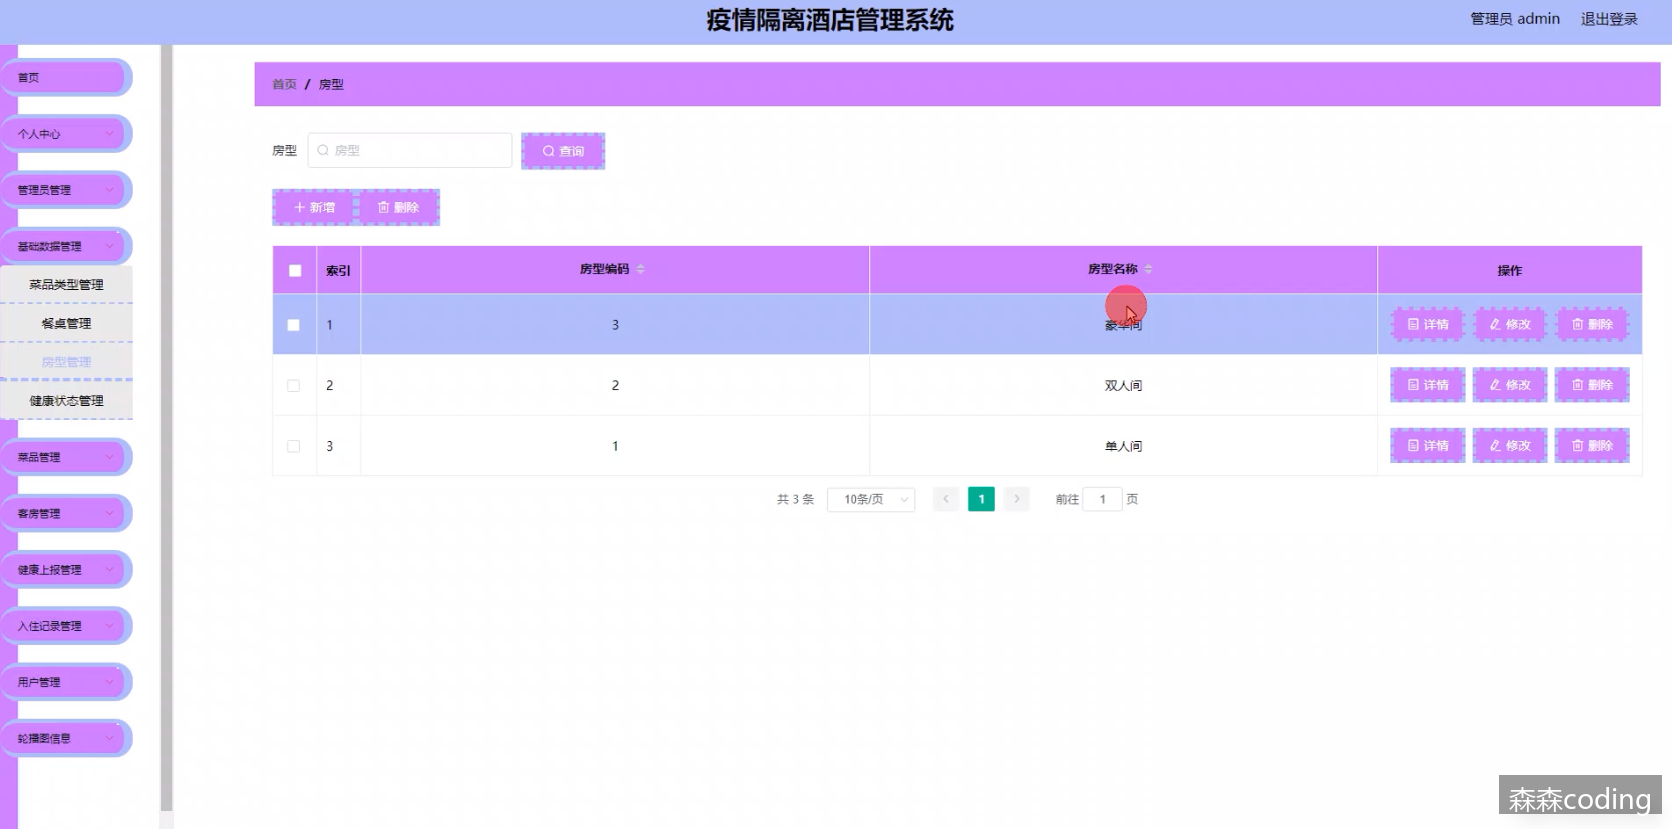 疫情隔离酒店管理系统
管理员 admin 退出登录
首页
个人中心
管理员管理
基础数据管理
菜品类型管理
餐桌管理
房型管理
健康状态管理
菜品管理
客房管理
健康上报管理
入住记录管理
用户管理
轮播图信息
首页 / 房型
房型 房型 查询
新增 删除
索引 房型编码 房型名称 操作
1 3 豪华间 详情 修改 删除
2 2 双人间 详情 修改 删除
3 1 单人间 详情 修改 删除
共 3 条 10条/页 1 前往 1 页
森森coding